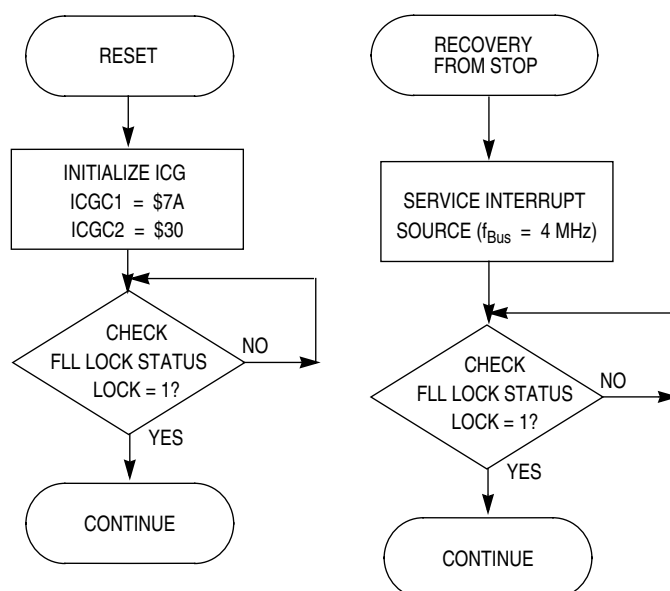 RESET
INITIALIZE ICG
ICGC1 = $7A
ICGC2 = $30
CHECK
FLL LOCK STATUS
LOCK = 1?
NO
YES
CONTINUE
RECOVERY
FROM STOP
SERVICE INTERRUPT
SOURCE (fBus = 4 MHz)
CHECK
FLL LOCK STATUS
LOCK = 1?
NO
YES
CONTINUE